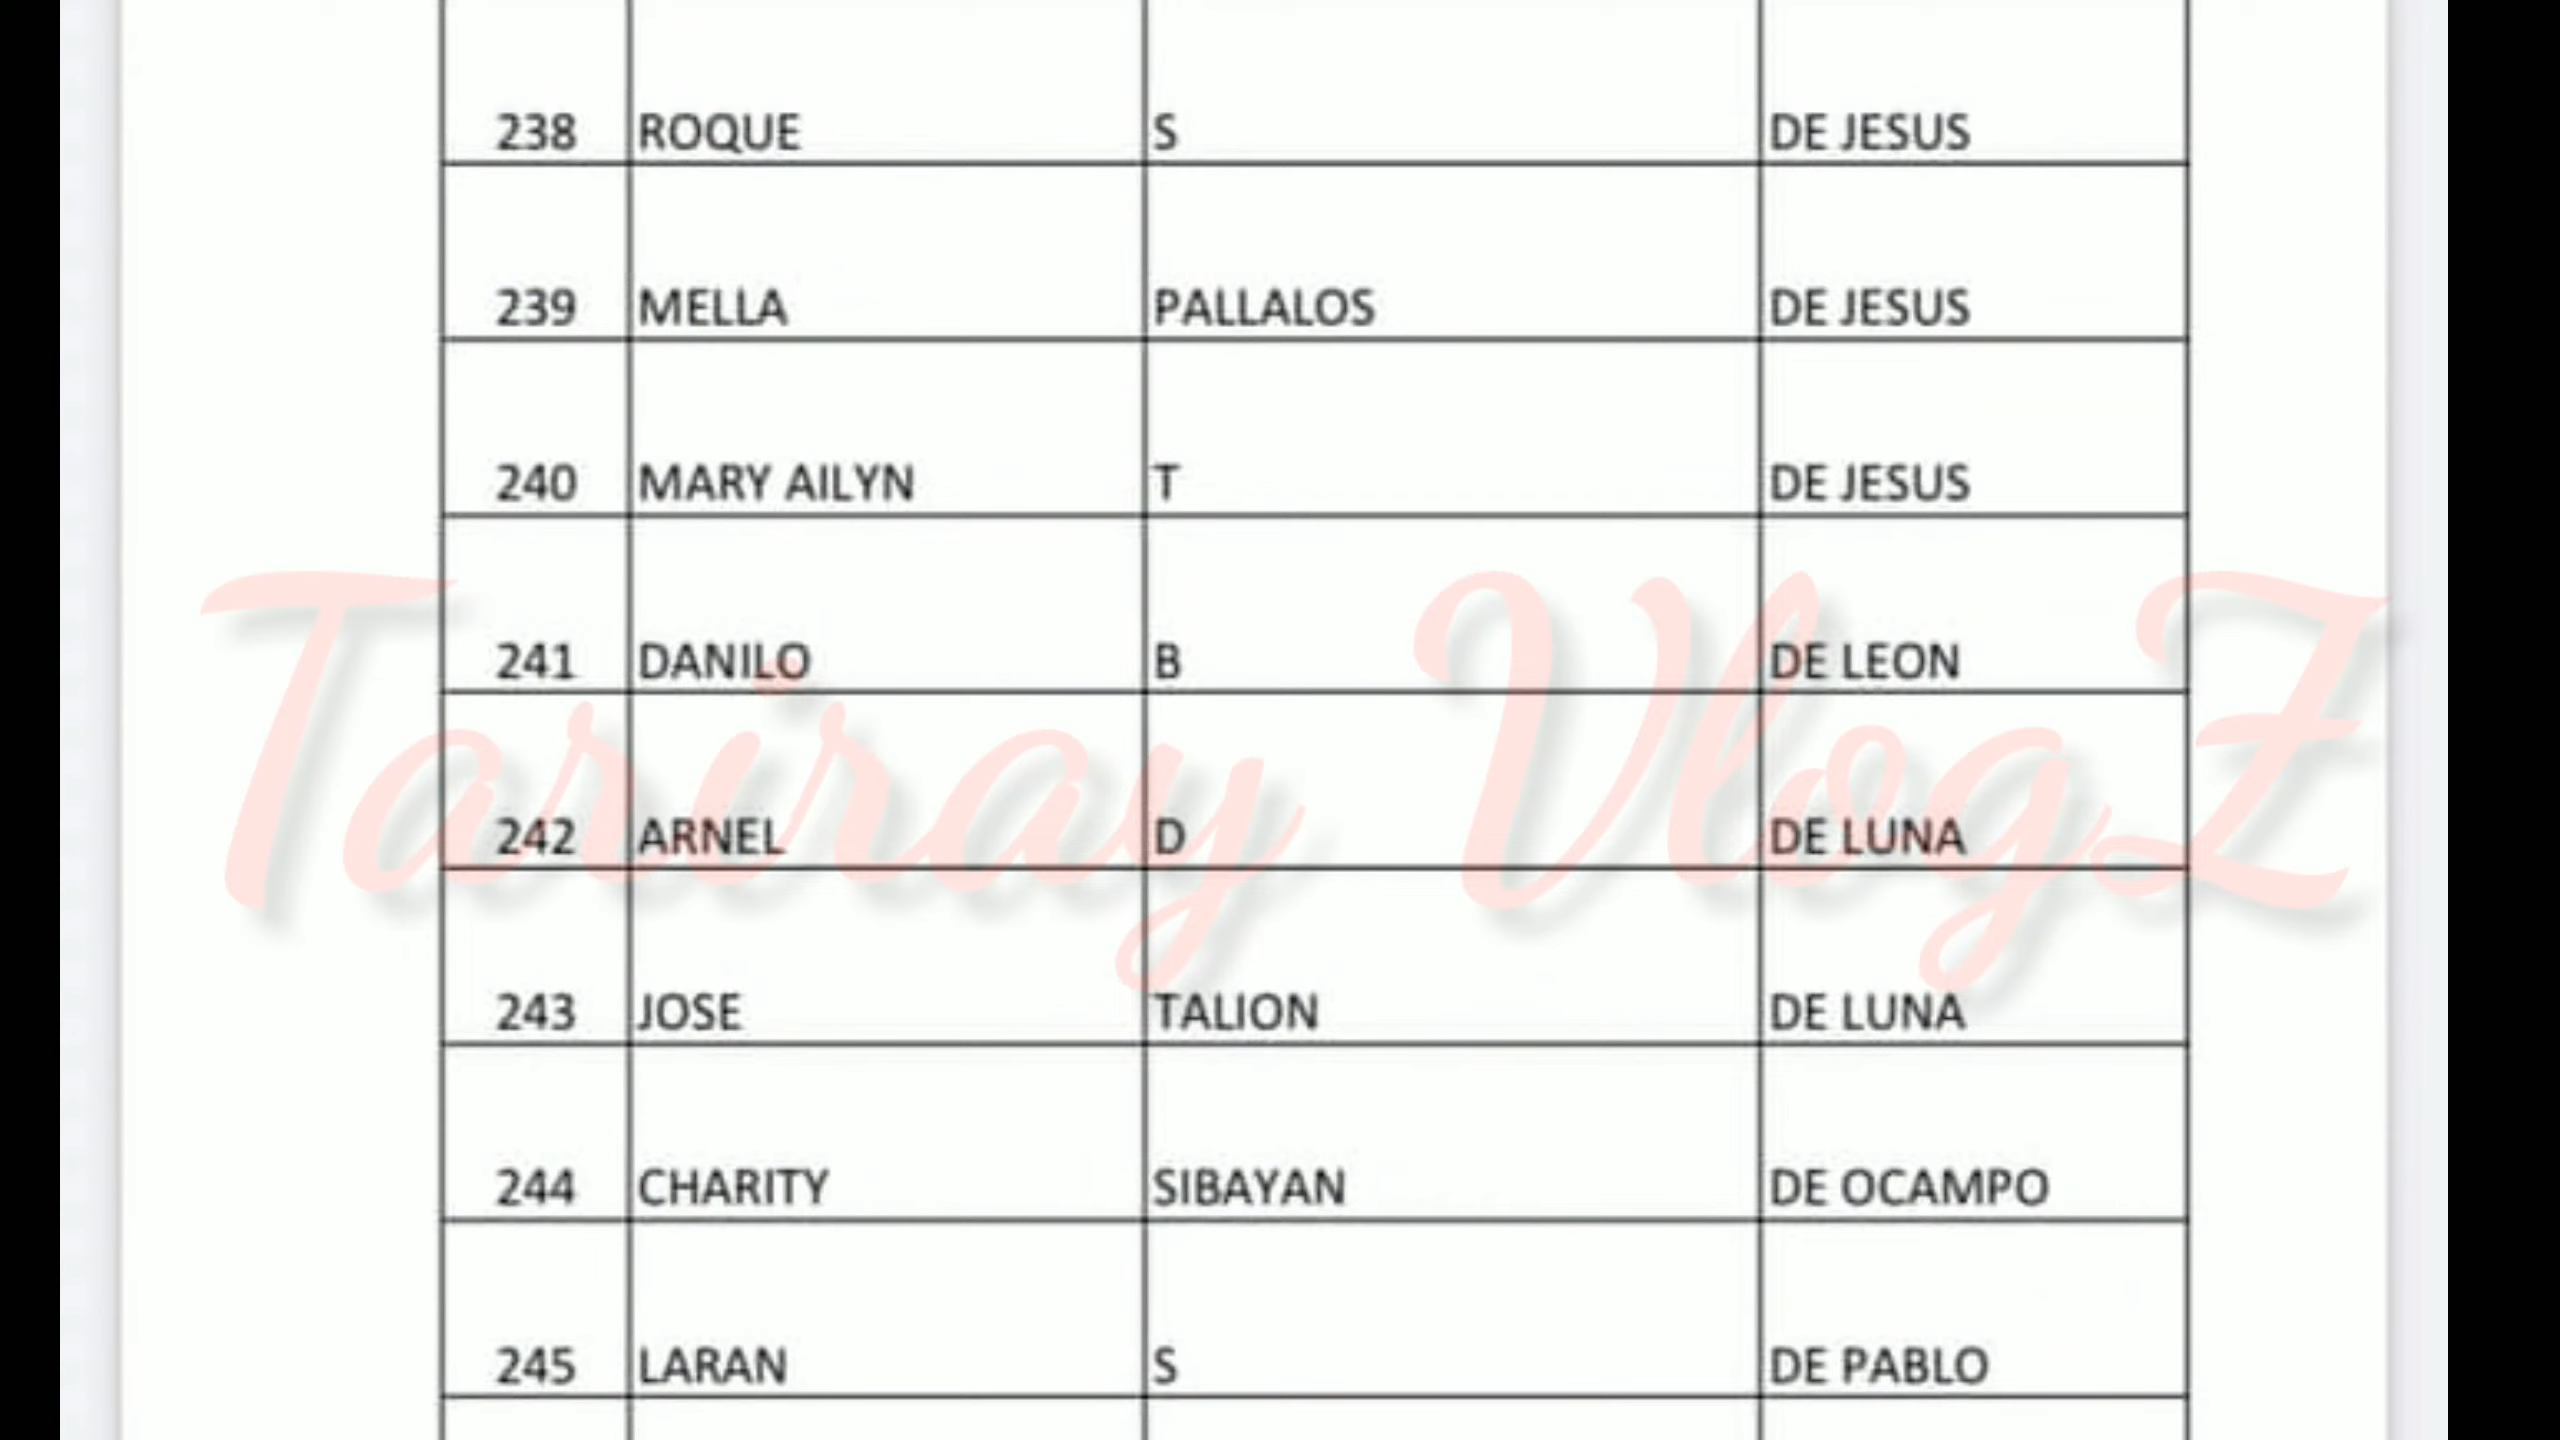 238 ROQUE S DE JESUS
239 MELLA PALLALOS DE JESUS
240 MARY AILYN T DE JESUS
241 DANILO B DE LEON
242 ARNEL D DE LUNA
243 JOSE TALION DE LUNA
244 CHARITY SIBAYAN DE OCAMPO
245 LARAN S DE PABLO
Tariray VlogZ